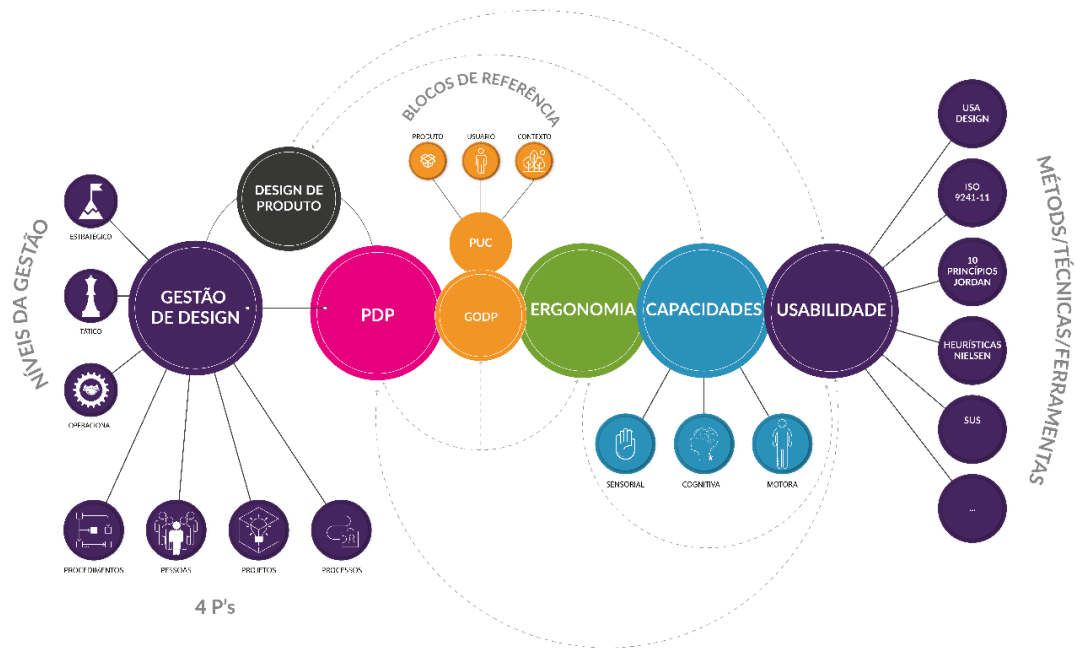 BLOCOS DE REFERÊNCIA
PRODUTO
USUÁRIO
CONTEXTO
DESIGN DE
PRODUTO
NÍVEIS DA GESTÃO
ESTRATÉGICO
TÁTICO
OPERACIONA
GESTÃO
DE DESIGN
PDP
PUC
GODP
ERGONOMIA
CAPACIDADES
USABILIDADE
SENSORIAL
COGNITIVA
MOTORA
PROCEDIMENTOS
PESSOAS
PROJETOS
PROCESSOS
4 P's
USA
DESIGN
ISO
9241-11
10
PRINCÍPIOS
JORDAN
HEURÍSTICAS
NIELSEN
SUS
...
MÉTODS/TÉCNICAS/FERRAMENTAS